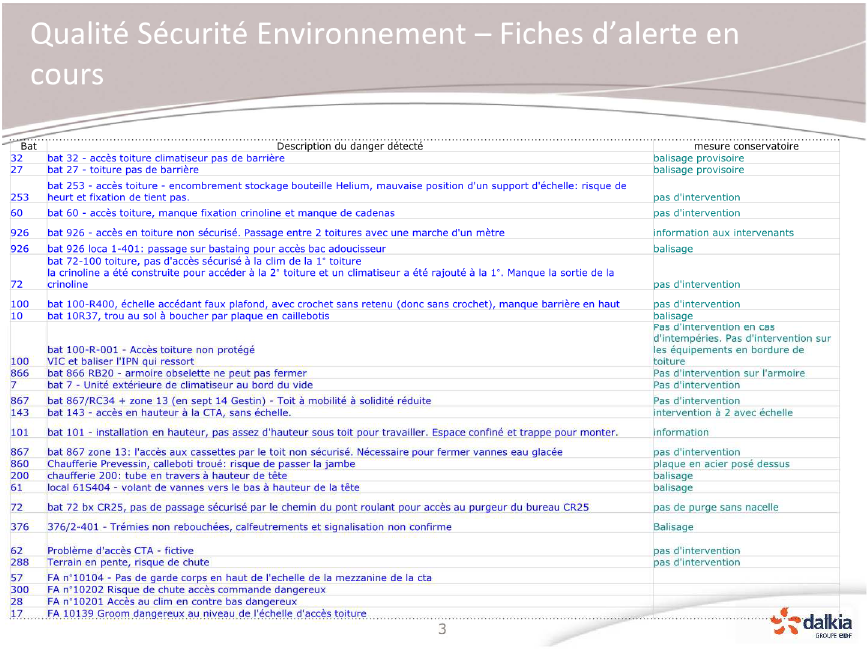 Qualité Sécurité Environnement – Fiches d'alerte en
cours
Bat Description du danger détecté mesure conservatoire
32 bat 32 - accès toiture climatiseur pas de barrière balisage provisoire
27 bat 27 - toiture pas de barrière balisage provisoire
bat 253 - accès toiture - encombrement stockage bouteille Helium, mauvaise position d'un support d'échelle: risque de
253 heurt et fixation de tient pas. pas d'intervention
60 bat 60 - accès toiture, manque fixation crinoline et manque de cadenas pas d'intervention
926 bat 926 - accès en toiture non sécurisé. Passage entre 2 toitures avec une marche d'un mètre information aux intervenants
926 bat 926 loca 1-401: passage sur bastaing pour accès bac adoucisseur balisage
bat 72-100 toiture, pas d'accès sécurisé à la clim de la 1° toiture
la crinoline a été construite pour accéder à la 2° toiture et un climatiseur a été rajouté à la 1°. Manque la sortie de la
72 crinoline pas d'intervention
100 bat 100-R400, échelle accédant faux plafond, avec crochet sans retenu (donc sans crochet), manque barrière en haut pas d'intervention
10 bat 10R37, trou au sol à boucher par plaque en caillebotis balisage
Pas d'intervention en cas
d'intempéries. Pas d'intervention sur
bat 100-R-001 - Accès toiture non protégé les équipements en bordure de
100 VIC et baliser l'IPN qui ressort toiture
866 bat 866 RB20 - armoire obselette ne peut pas fermer Pas d'intervention sur l'armoire
7 bat 7 - Unité extérieure de climatiseur au bord du vide Pas d'intervention
867 bat 867/RC34 + zone 13 (en sept 14 Gestin) - Toit à mobilité à solidité réduite Pas d'intervention
143 bat 143 - accès en hauteur à la CTA, sans échelle. intervention à 2 avec échelle
101 bat 101 - installation en hauteur, pas assez d'hauteur sous toit pour travailler. Espace confiné et trappe pour monter. information
867 bat 867 zone 13: l'accès aux cassettes par le toit non sécurisé. Nécessaire pour fermer vannes eau glacée pas d'intervention
860 Chaufferie Prevessin, calleboti troué: risque de passer la jambe plaque en acier posé dessus
200 chaufferie 200: tube en travers à hauteur de tête balisage
61 local 61S404 - volant de vannes vers le bas à hauteur de la tête balisage
72 bat 72 bx CR25, pas de passage sécurisé par le chemin du pont roulant pour accès au purgeur du bureau CR25 pas de purge sans nacelle
376 376/2-401 - Trémies non rebouchées, calfeutrements et signalisation non confirme Balisage
62 Problème d'accès CTA - fictive pas d'intervention
288 Terrain en pente, risque de chute pas d'intervention
57 FA n°10104 - Pas de garde corps en haut de l'echelle de la mezzanine de la cta
300 FA n°10202 Risque de chute accès commande dangereux
28 FA n°10201 Accès au clim en contre bas dangereux
17 FA 10139 Groom dangereux au niveau de l'échelle d'accès toiture
3
dalkia
GROUPE EDF